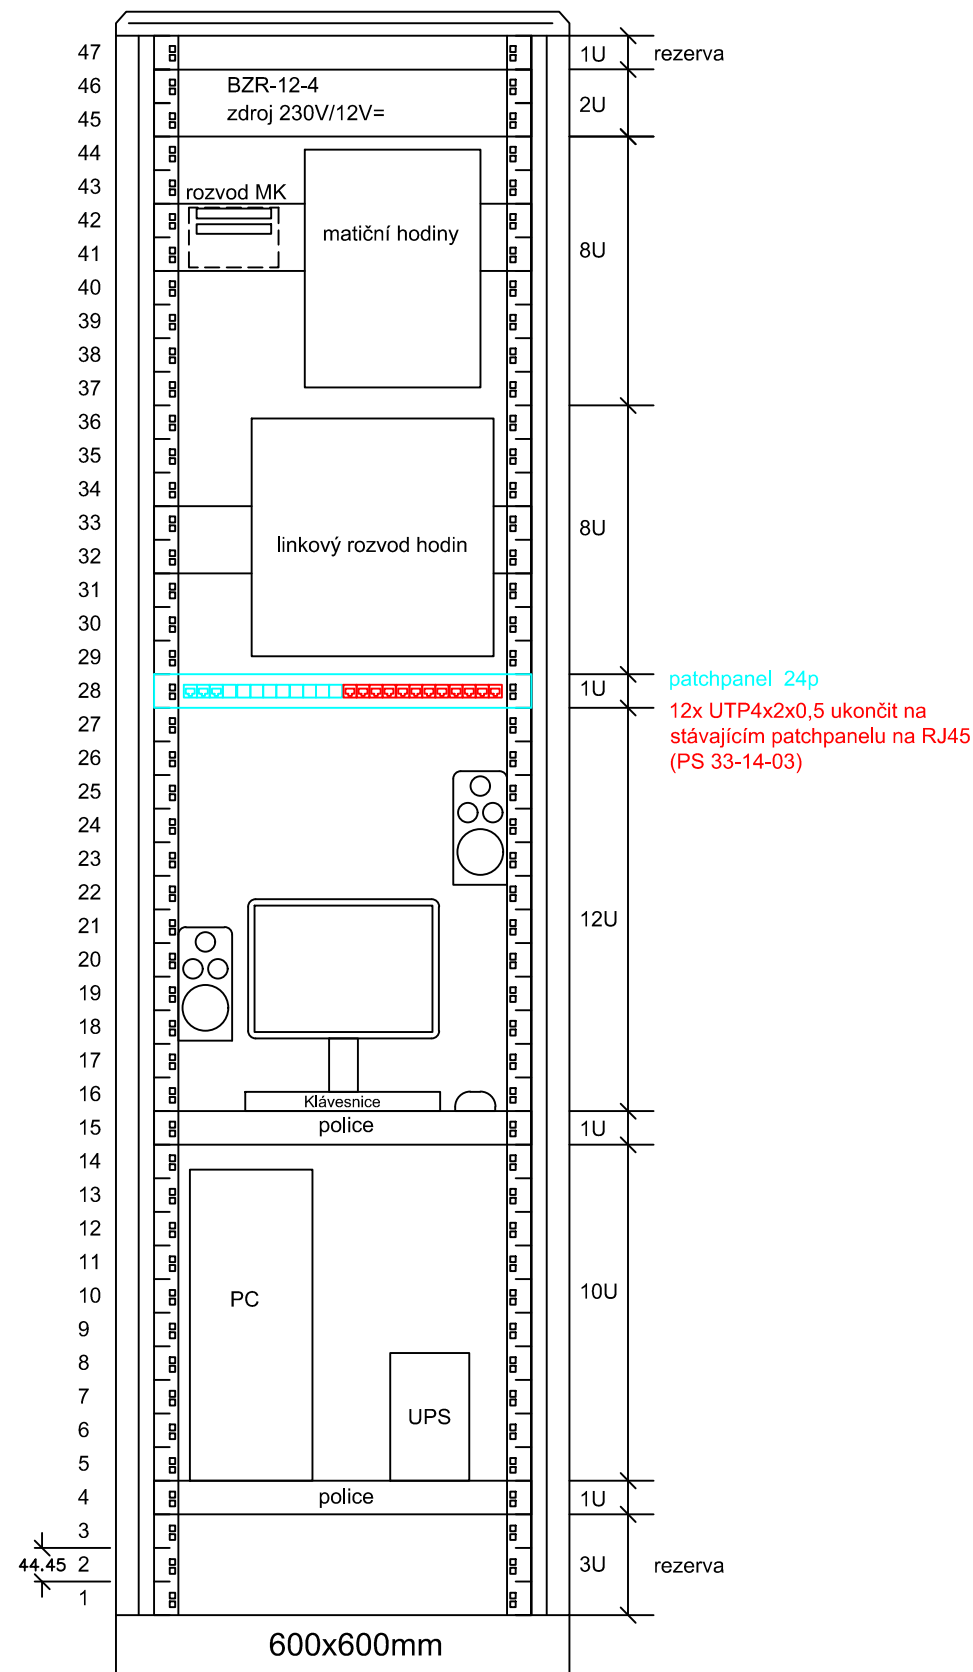 47
1U
rezerva
46
BZR-12-4
2U
45
zdroj 230V/12V=
44
43
rozvod MK
42
matiční hodiny
41
8U
40
39
38
37
36
35
34
33
8U
32
linkový rozvod hodin
31
30
29
28
1U
patchpanel 24p
12x UTP4x2x0,5 ukončit na
stávajícím patchpanelu na RJ45
(PS 33-14-03)
27
26
25
24
23
22
21
12U
20
19
18
17
16
Klávesnice
15
police
1U
14
13
12
11
10
PC
10U
9
8
7
6
UPS
5
4
police
1U
3
44.45
2
3U
rezerva
1
600x600mm